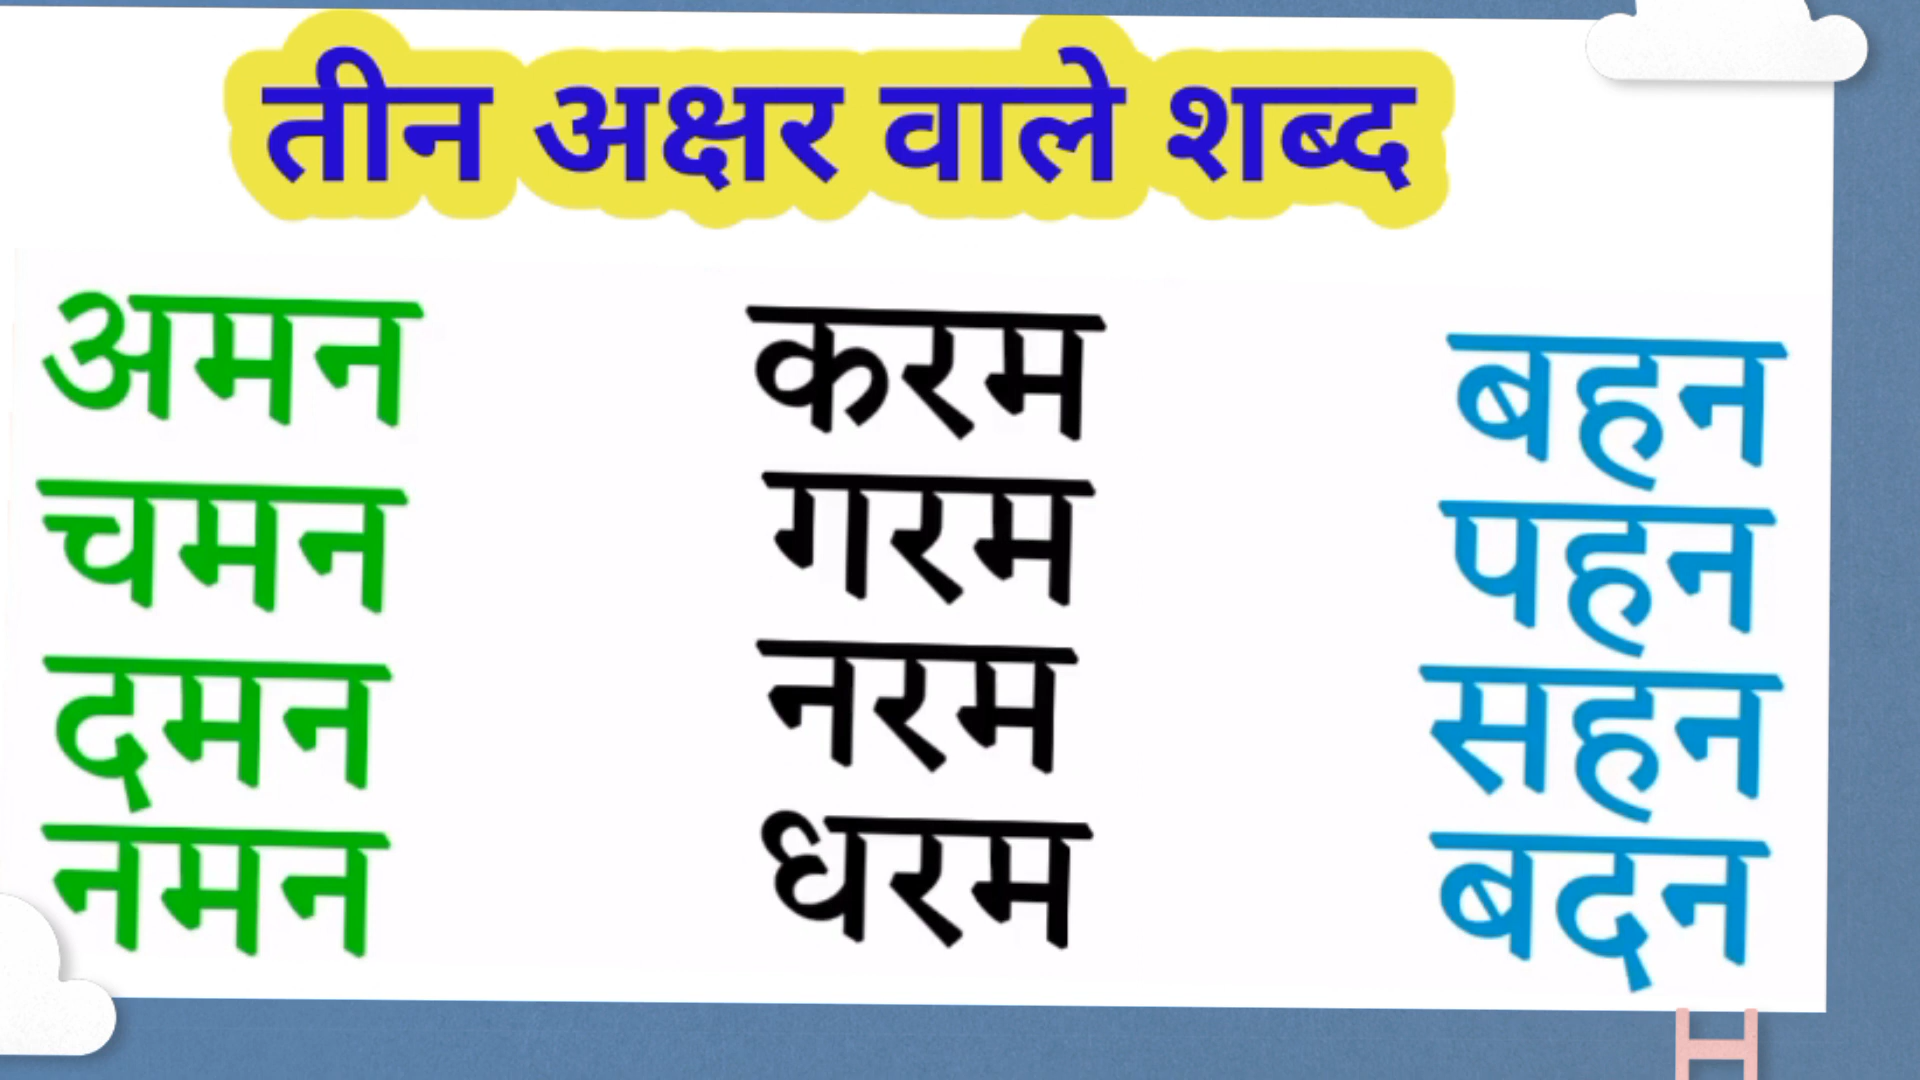 तीन अक्षर वाले शब्द
अमन करम बहन
चमन गरम पहन
दमन नरम सहन
नमन धरम बदन